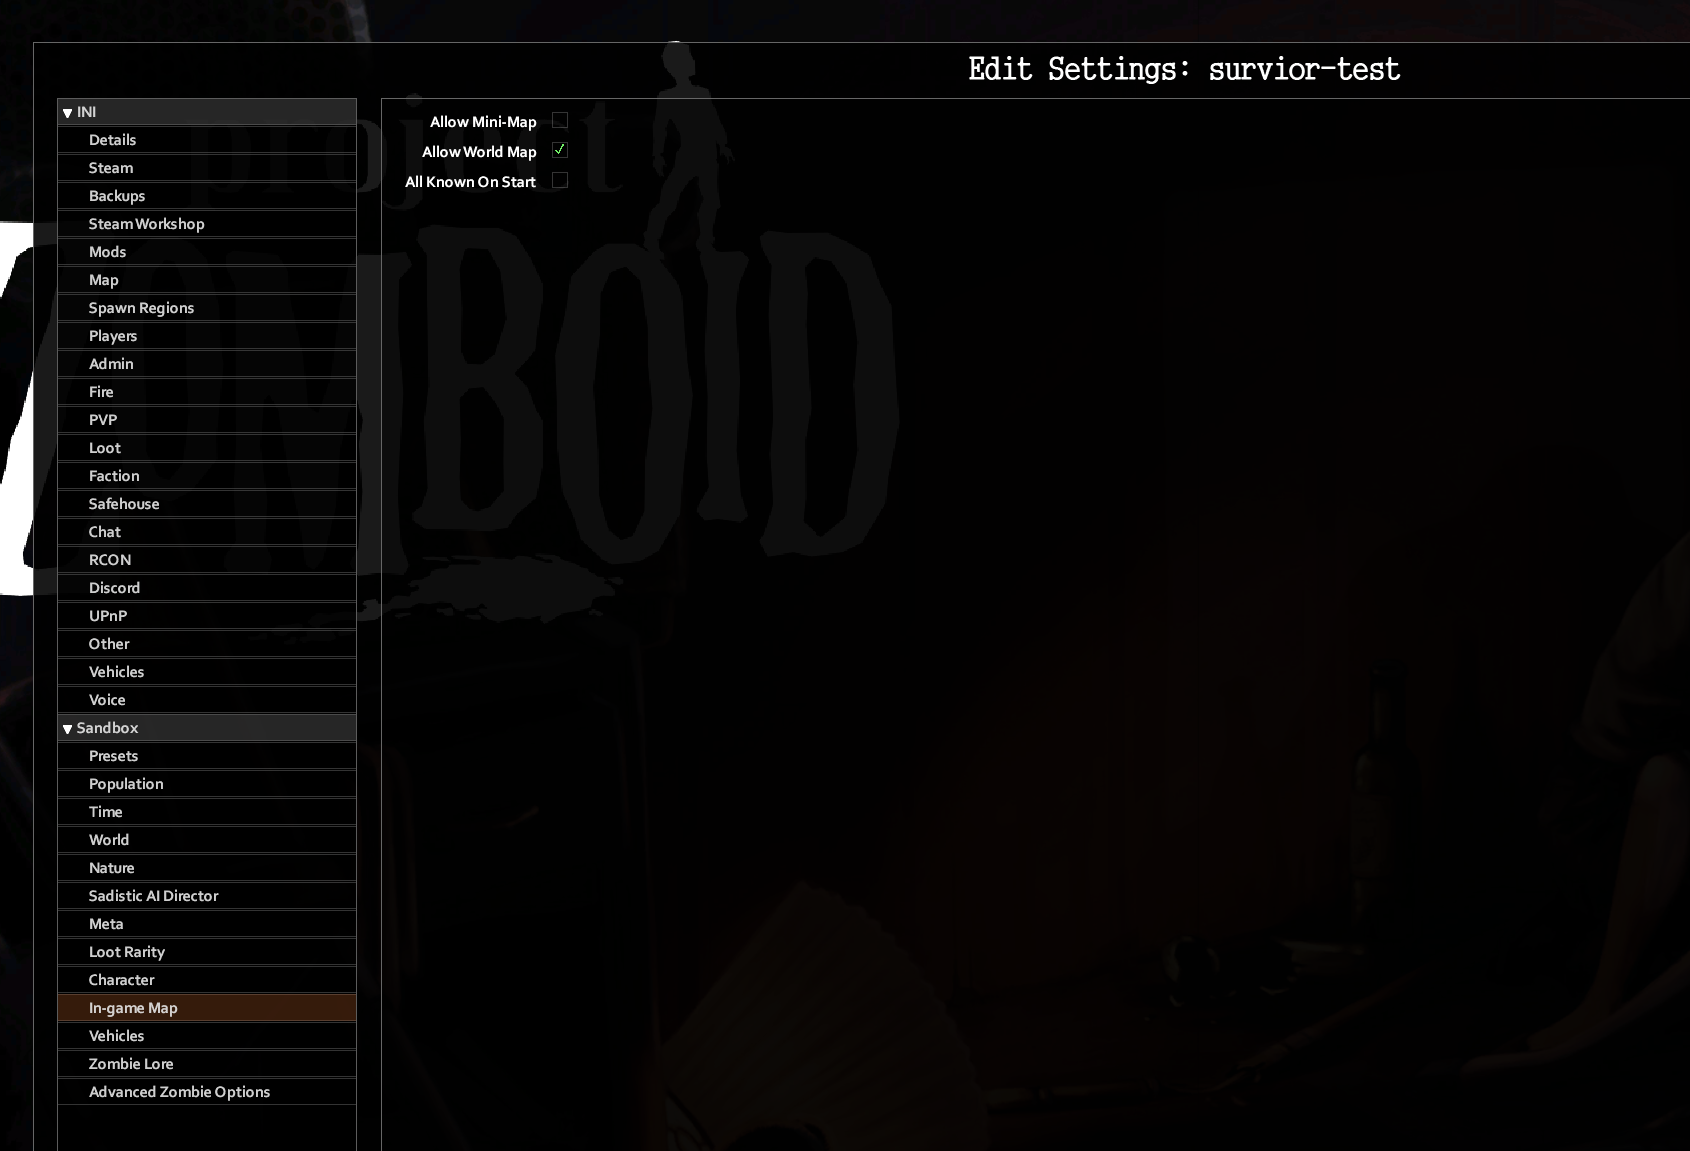 Edit Settings: survior-test
INI
Details
Steam
Backups
Steam Workshop
Mods
Map
Spawn Regions
Players
Admin
Fire
PVP
Loot
Faction
Safehouse
Chat
RCON
Discord
UPnP
Other
Vehicles
Voice
Sandbox
Presets
Population
Time
World
Nature
Sadistic AI Director
Meta
Loot Rarity
Character
In-game Map
Vehicles
Zombie Lore
Advanced Zombie Options
Allow Mini-Map
Allow World Map
All Known On Start
project
ZOMBOID